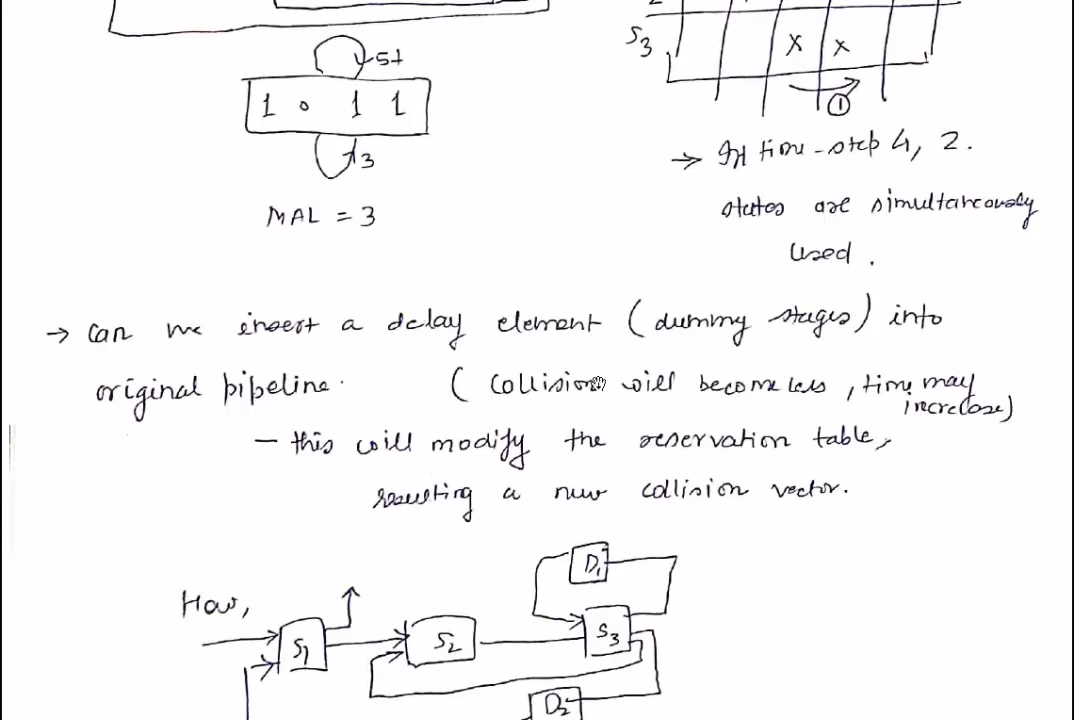 S3 x x
5+
1 0 1 1
①
3
→ At time-step 4, 2.
MAL = 3
states are simultaneously
used.
→ Can we insert a delay element (dummy stages) into
original pipeline. ( Collision will become less, time may
increase)
- this will modify the reservation table,
resulting a new collision vector.
D1
How,
S1 S2 S3
D2